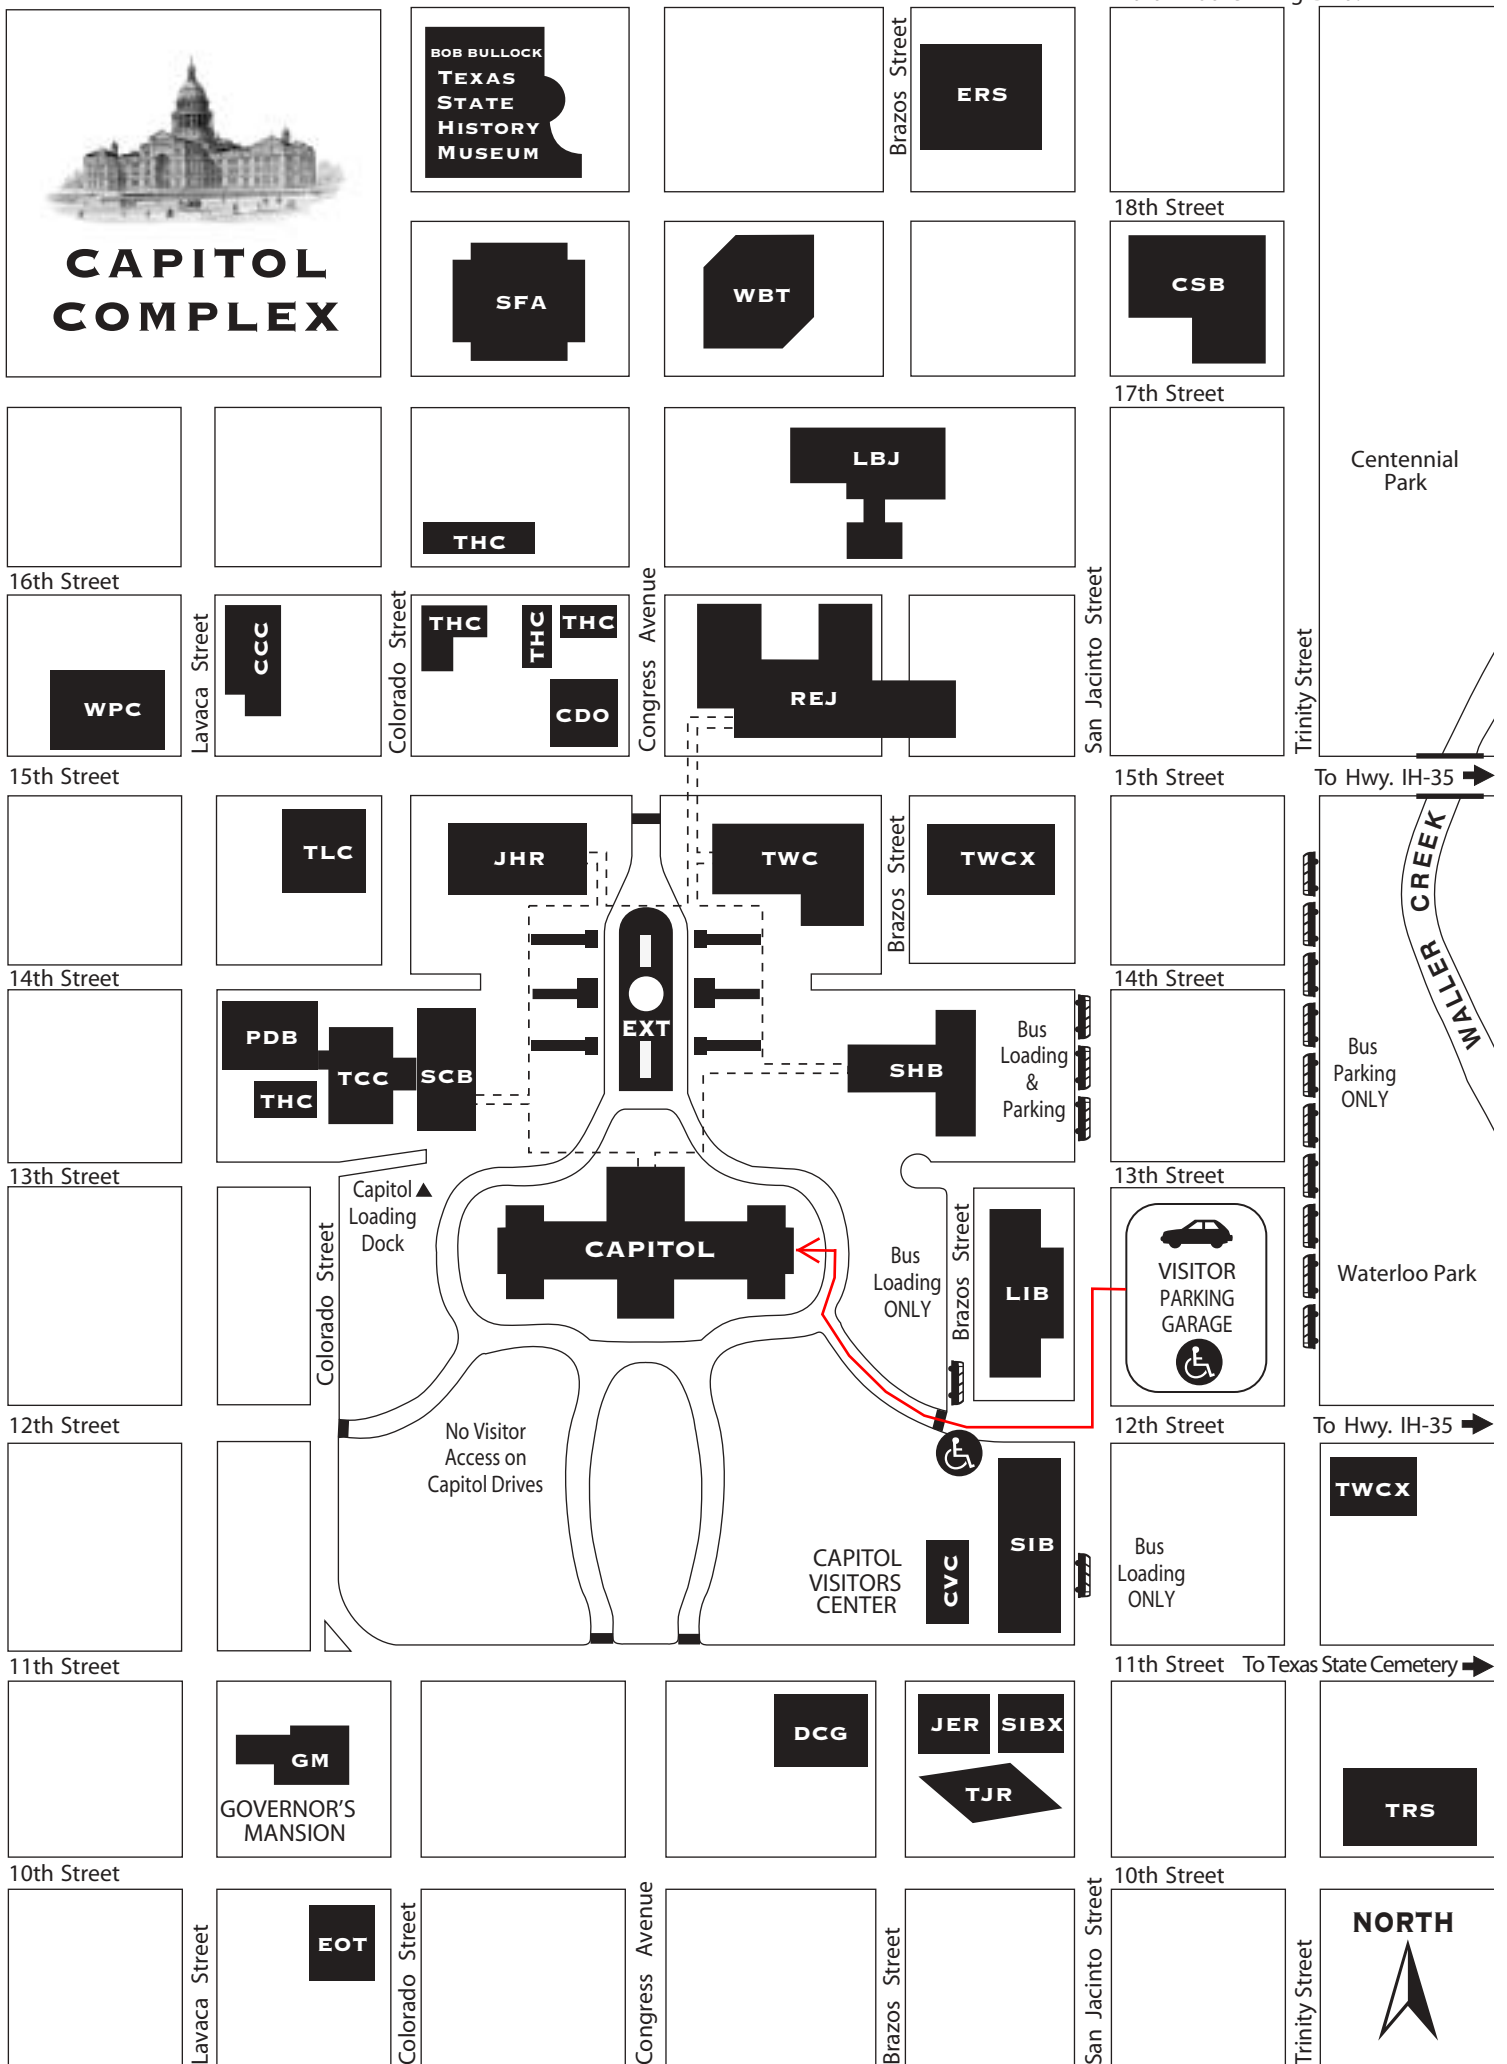 CAPITOL
COMPLEX
BOB BULLOCK
TEXAS
STATE
HISTORY
MUSEUM
Brazos Street
ERS
18th Street
SFA
WBT
CSB
17th Street
LBJ
Centennial
Park
THC
16th Street
Lavaca Street
CCC
Colorado Street
THC
THC
THC
Congress Avenue
San Jacinto Street
Trinity Street
WPC
CDO
REJ
15th Street
15th Street
To Hwy. IH-35
TLC
JHR
TWC
Brazos Street
TWCX
WALLER CREEK
14th Street
14th Street
EXT
PDB
TCC
SCB
THC
SHB
Bus
Loading
&
Parking
Bus
Parking
ONLY
13th Street
13th Street
Capitol
Loading
Dock
Colorado Street
CAPITOL
Bus
Loading
ONLY
Brazos Street
LIB
VISITOR
PARKING
GARAGE
Waterloo Park
12th Street
12th Street
To Hwy. IH-35
No Visitor
Access on
Capitol Drives
TWCX
CAPITOL
VISITORS
CENTER
CVC
SIB
Bus
Loading
ONLY
11th Street
11th Street
To Texas State Cemetery
GM
GOVERNOR'S
MANSION
DCG
JER
SIBX
TJR
TRS
10th Street
10th Street
Lavaca Street
EOT
Colorado Street
Congress Avenue
Brazos Street
San Jacinto Street
Trinity Street
NORTH